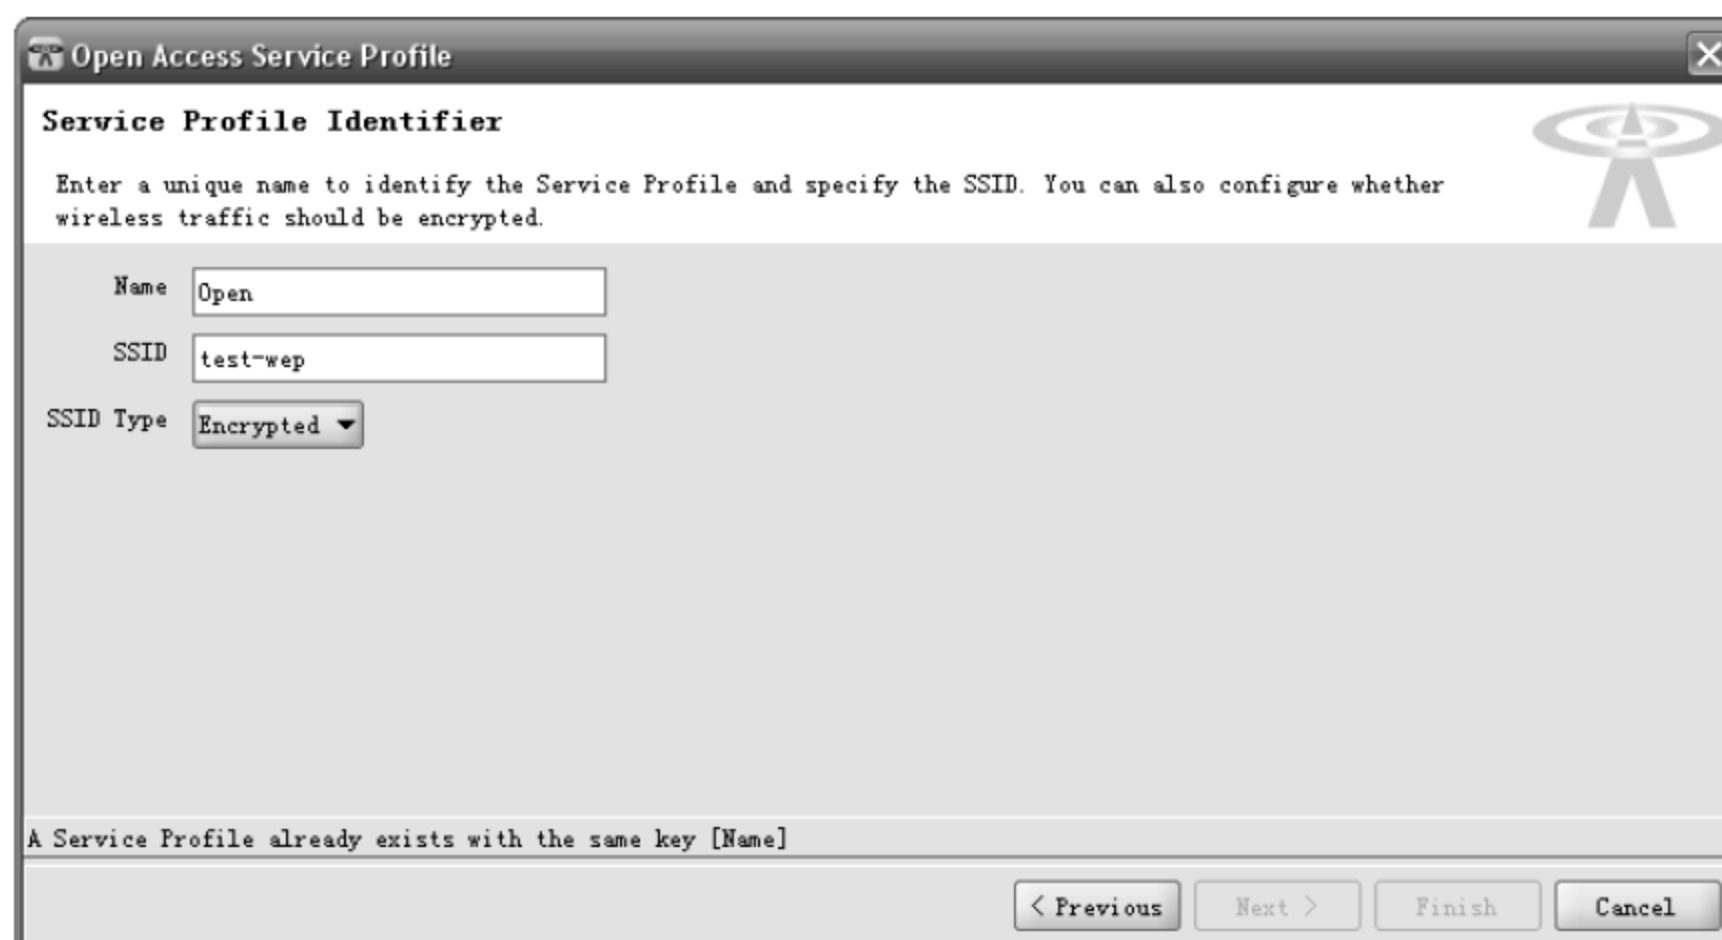 Open Access Service Profile
Service Profile Identifier
Enter a unique name to identify the Service Profile and specify the SSID. You can also configure whether
wireless traffic should be encrypted.
Name Open
SSID test-wep
SSID Type Encrypted
A Service Profile already exists with the same key [Name]
< Previous Next > Finish Cancel